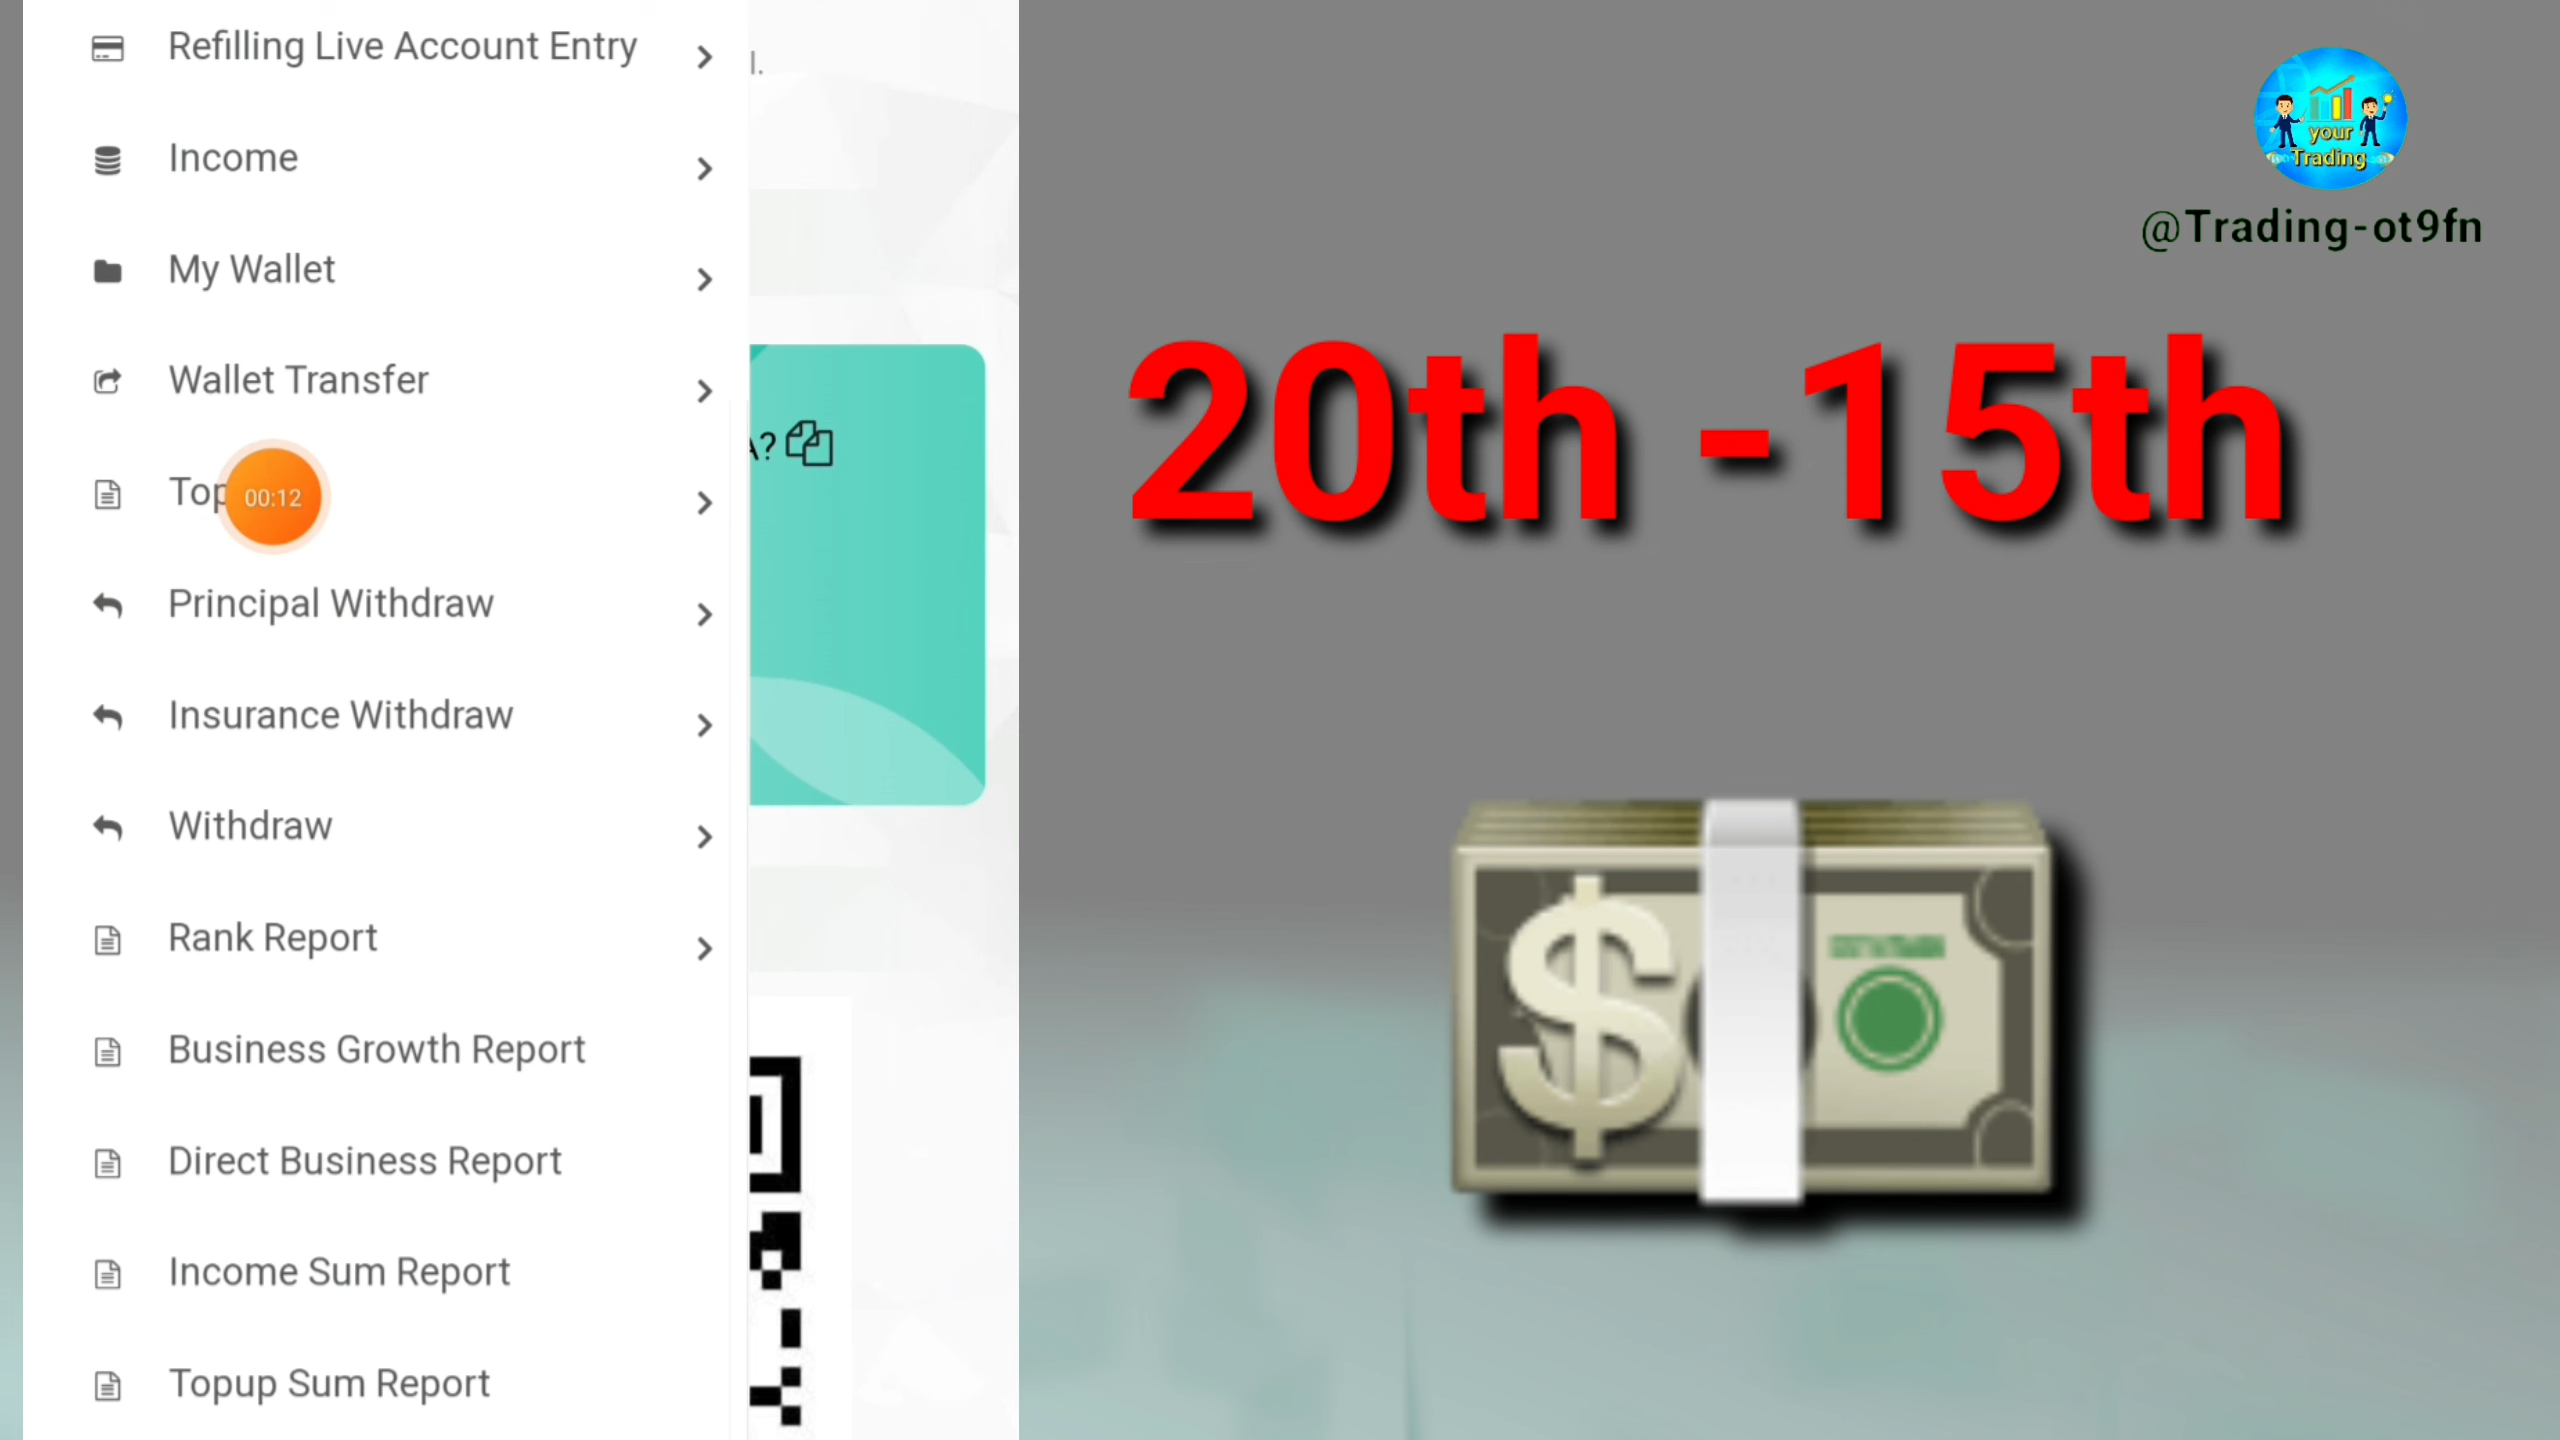 Refilling Live Account Entry
Income
My Wallet
Wallet Transfer
00:12
Principal Withdraw
Insurance Withdraw
Withdraw
Rank Report
Business Growth Report
Direct Business Report
Income Sum Report
Topup Sum Report
your
Trading
@Trading-ot9fn
20th -15th